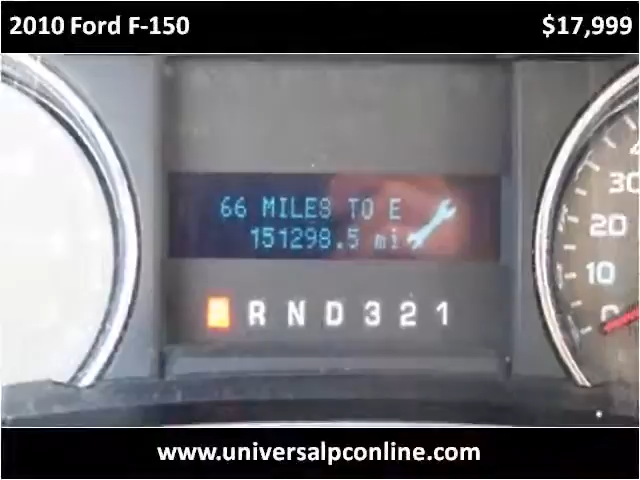 2010 Ford F-150 $17,999
66 MILES TO E
151298.5 mi
R N D 3 2 1
30
20
10
0
www.universalpconline.com